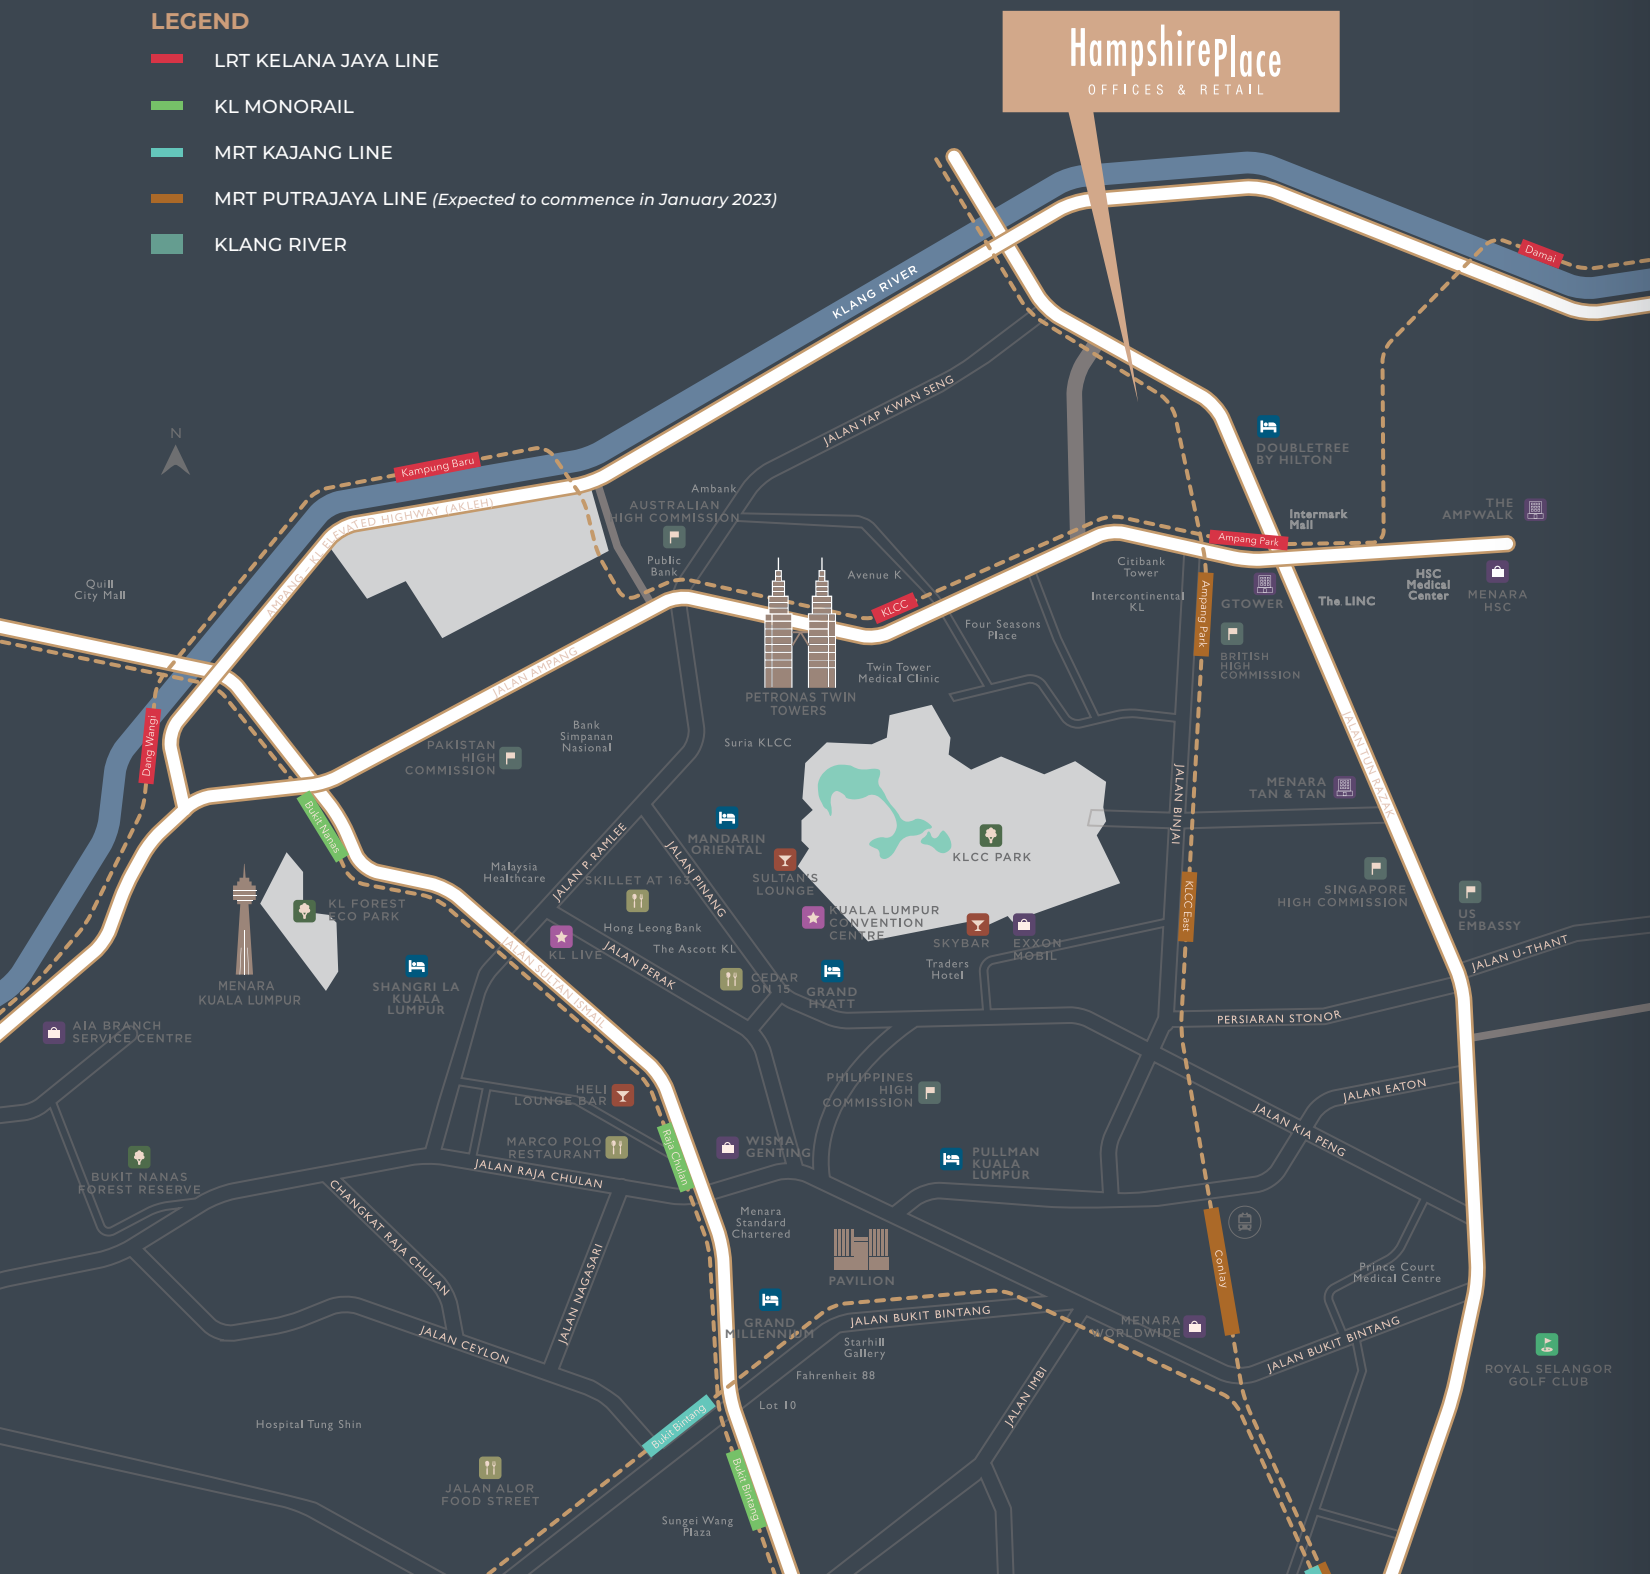 LEGEND
LRT KELANA JAYA LINE
KL MONORAIL
MRT KAJANG LINE
MRT PUTRAJAYA LINE (Expected to commence in January 2023)
KLANG RIVER
HampshirePlace
OFFICES & RETAIL
Damai
KLANG RIVER
JALAN YAP KWAN SENG
N
Kampung Baru
AMPANG - KL ELEVATED HIGHWAY (AKLEH)
DOUBLETREE
BY HILTON
Ambank
AUSTRALIAN
HIGH COMMISSION
Public
Bank
THE
AMPWALK
Intermark
Mall
Ampang Park
Quill
City Mall
Avenue K
KLCC
Citibank
Tower
Intercontinental
KL
Ampang Park
GTOWER
The LINC
HSC
Medical
Center
MENARA
HSC
Four Seasons
Place
BRITISH
HIGH
COMMISSION
JALAN AMPANG
Twin Tower
Medical Clinic
PETRONAS TWIN
TOWERS
Dang Wangi
PAKISTAN
HIGH
COMMISSION
Bank
Simpanan
Nasional
Suria KLCC
JALAN TUN RAZAK
JALAN BINJAI
MENARA
TAN & TAN
Bukit Nanas
MANDARIN
ORIENTAL
KLCC PARK
JALAN P. RAMLEE
JALAN PINANG
Malaysia
Healthcare
SKILLET AT 163
SULTAN'S
LOUNGE
KL FOREST
ECO PARK
Hong Leong Bank
KUALA LUMPUR
CONVENTION
CENTRE
SKYBAR
EXXON
MOBIL
KLCC East
SINGAPORE
HIGH COMMISSION
US
EMBASSY
JALAN U-THANT
KL LIVE
The Ascott KL
JALAN PERAK
JALAN SULTAN ISMAIL
CEDAR
ON 15
GRAND
HYATT
Traders
Hotel
MENARA
KUALA LUMPUR
SHANGRI LA
KUALA
LUMPUR
PERSIARAN STONOR
AIA BRANCH
SERVICE CENTRE
HELI
LOUNGE BAR
PHILIPPINES
HIGH
COMMISSION
JALAN EATON
JALAN KIA PENG
MARCO POLO
RESTAURANT
Raja Chulan
WISMA
GENTING
PULLMAN
KUALA
LUMPUR
BUKIT NANAS
FOREST RESERVE
JALAN RAJA CHULAN
CHANGKAT RAJA CHULAN
JALAN NAGASARI
Menara
Standard
Chartered
PAVILION
Conlay
Prince Court
Medical Centre
GRAND
MILLENNIUM
JALAN BUKIT BINTANG
MENARA
WORLDWIDE
JALAN BUKIT BINTANG
JALAN CEYLON
Starhill
Gallery
Fahrenheit 88
ROYAL SELANGOR
GOLF CLUB
JALAN IMBI
Lot 10
Bukit Bintang
Hospital Tung Shin
Bukit Bintang
JALAN ALOR
FOOD STREET
Sungei Wang
Plaza